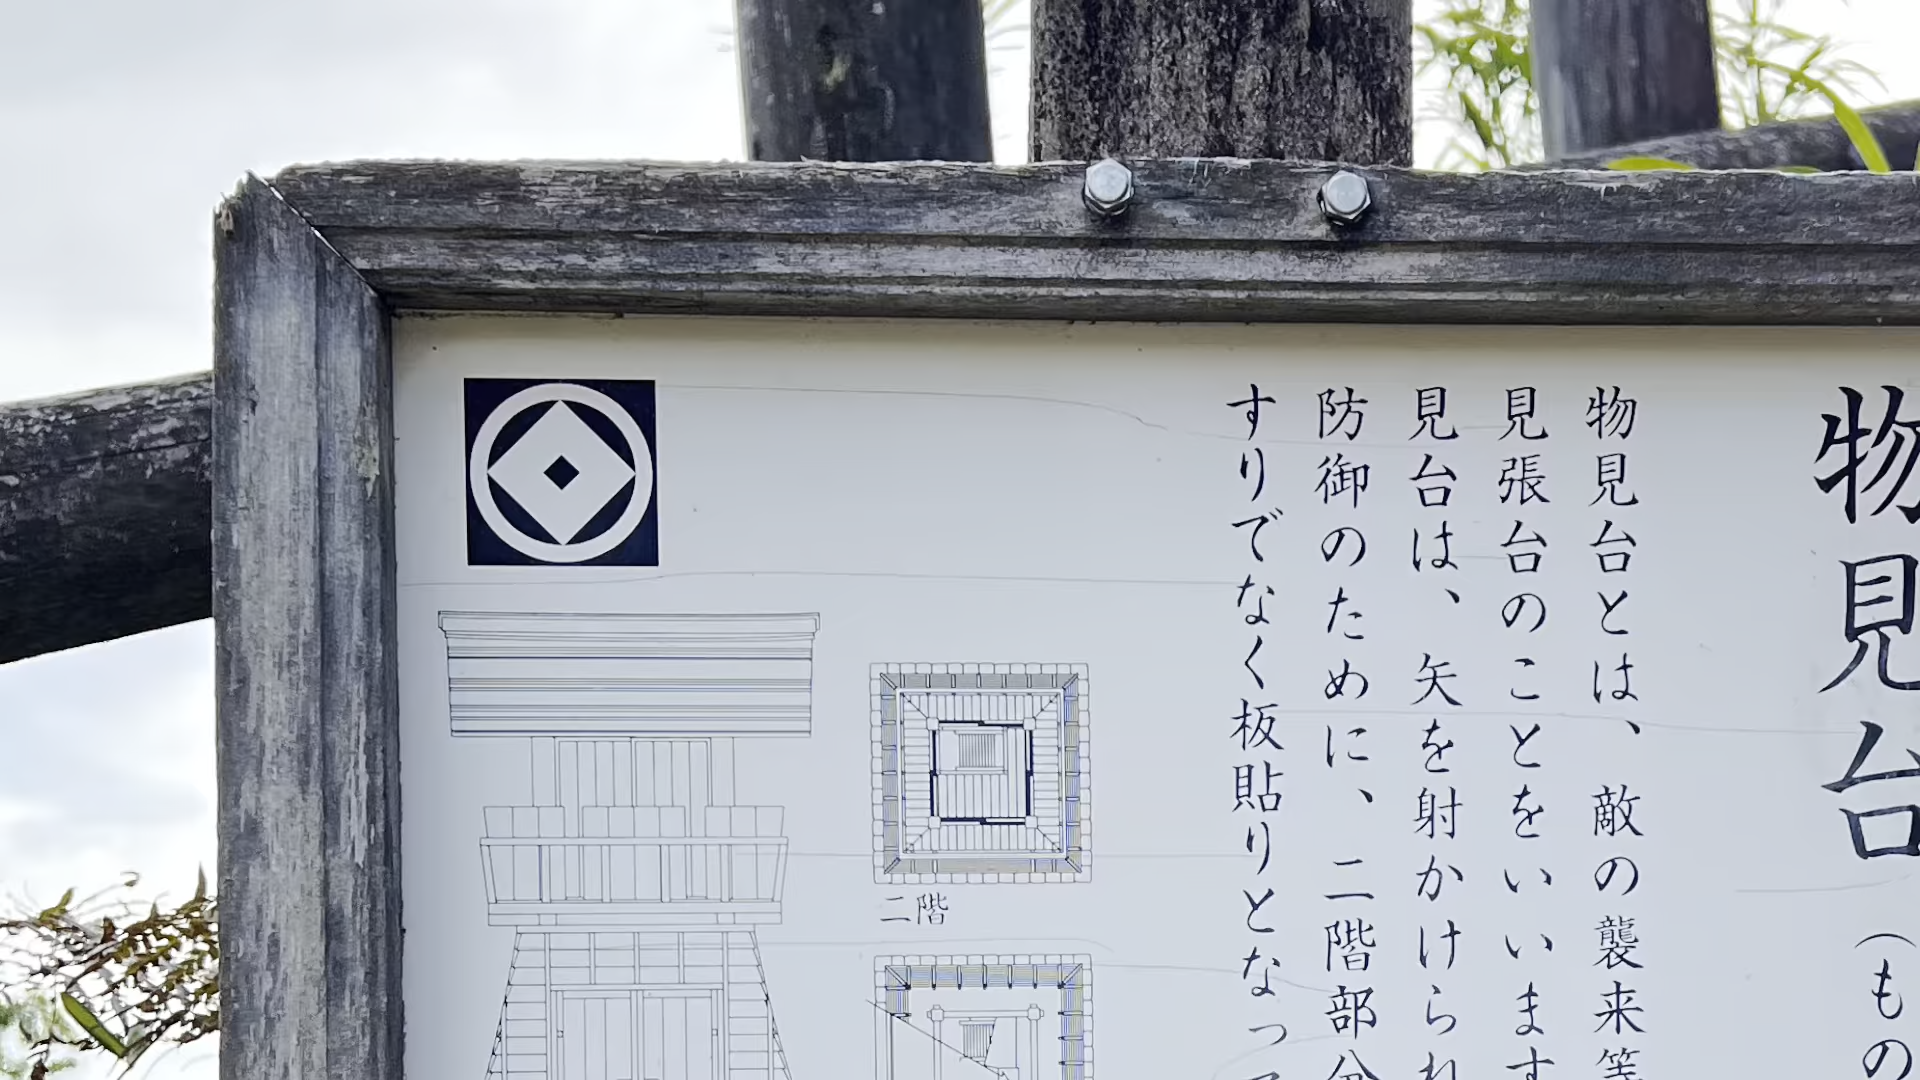 物見台
（もの
物見台とは、敵の襲来等
見張台のことをいいます
見台は、矢を射かけられ
防御のために、二階部分
すりでなく板貼りとなっ
二階